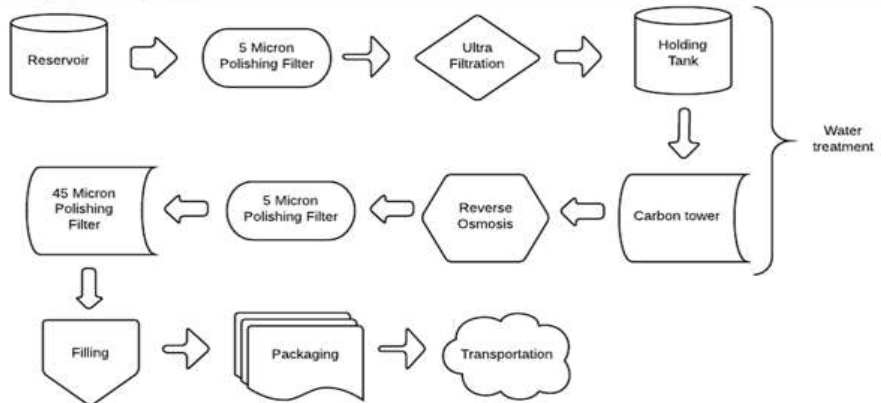 Reservoir
5 Micron
Polishing Filter
Ultra
Filtration
Holding
Tank
Water
treatment
45 Micron
Polishing
Filter
5 Micron
Polishing Filter
Reverse
Osmosis
Carbon tower
Filling
Packaging
Transportation